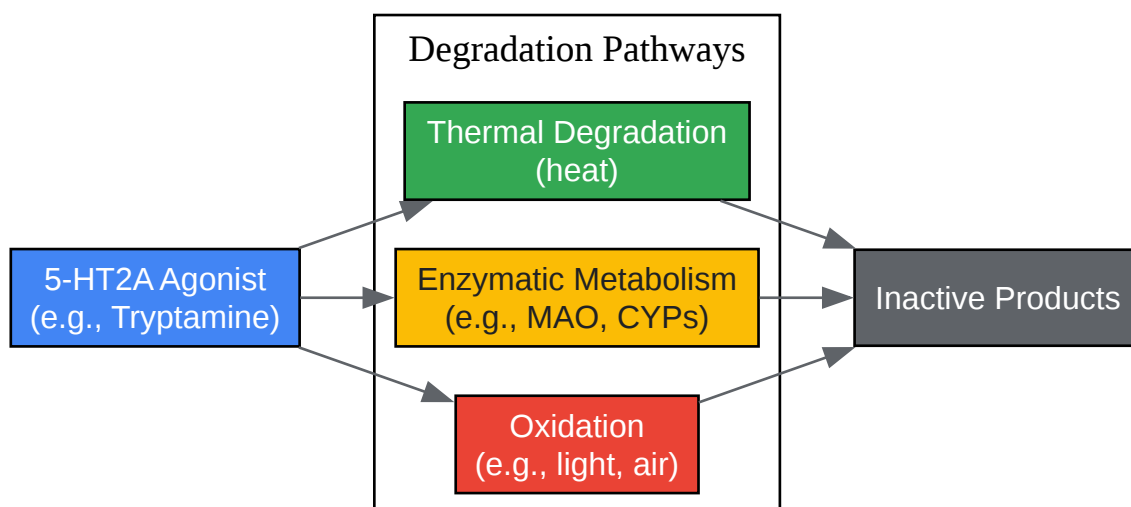 Degradation Pathways
Thermal Degradation
(heat)
5-HT2A Agonist
(e.g., Tryptamine)
Enzymatic Metabolism
(e.g., MAO, CYPs)
Inactive Products
Oxidation
(e.g., light, air)